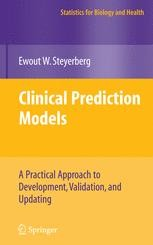 Statistics for Biology and Health
Ewout W. Steyerberg
Clinical Prediction
Models
A Practical Approach to
Development, Validation, and
Updating
Springer